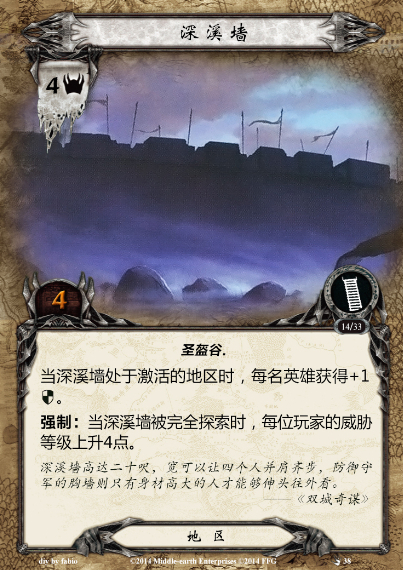 深溪墙
4
4
14/33
圣盔谷.
当深溪墙处于激活的地区时，每名英雄获得+1
。
强制：当深溪墙被完全探索时，每位玩家的威胁
等级上升4点。
深溪墙高达二十呎，宽可以让四个人并肩齐步，防御守
军的胸墙则只有身材高大的人才能够伸头往外看。
——《双城奇谋》
地区
diy by fabio ©2014 Middle-earth Enterprises ©2014 FFG 38